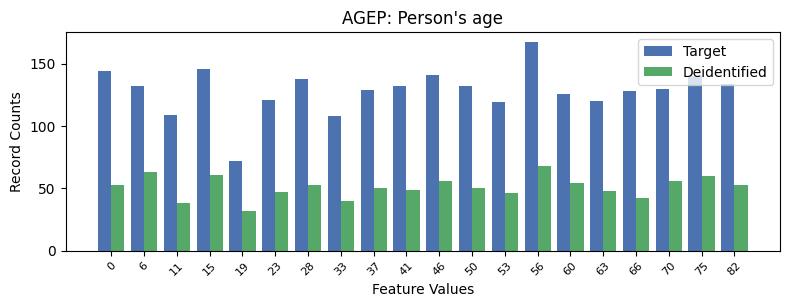 AGEP: Person's age
Target
Deidentified
Record Counts
150
100
50
0
0 6 11 15 19 23 28 33 37 41 46 50 53 56 60 63 66 70 75 82
Feature Values